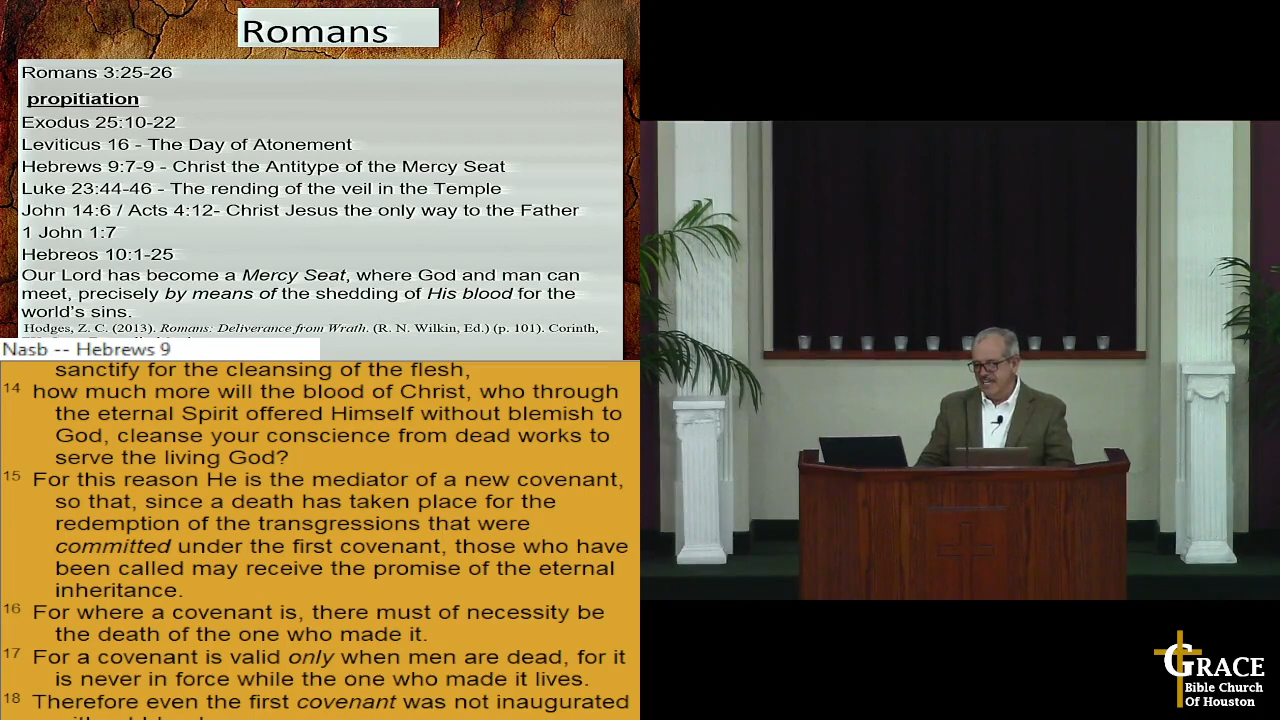 Romans
Romans 3:25-26
propitiation
Exodus 25:10-22
Leviticus 16 - The Day of Atonement
Hebrews 9:7-9 - Christ the Antitype of the Mercy Seat
Luke 23:44-46 - The rending of the veil in the Temple
John 14:6 / Acts 4:12- Christ Jesus the only way to the Father
1 John 1:7
Hebreos 10:1-25
Our Lord has become a Mercy Seat, where God and man can
meet, precisely by means of the shedding of His blood for the
world's sins.
Hodges, Z. C. (2013). Romans: Deliverance from Wrath. (R. N. Wilkin, Ed.) (p. 101). Corinth,
Nasb -- Hebrews 9
sanctify for the cleansing of the flesh,
14 how much more will the blood of Christ, who through
the eternal Spirit offered Himself without blemish to
God, cleanse your conscience from dead works to
serve the living God?
15 For this reason He is the mediator of a new covenant,
so that, since a death has taken place for the
redemption of the transgressions that were
committed under the first covenant, those who have
been called may receive the promise of the eternal
inheritance.
16 For where a covenant is, there must of necessity be
the death of the one who made it.
17 For a covenant is valid only when men are dead, for it
is never in force while the one who made it lives.
18 Therefore even the first covenant was not inaugurated
GRACE
Bible Church
Of Houston